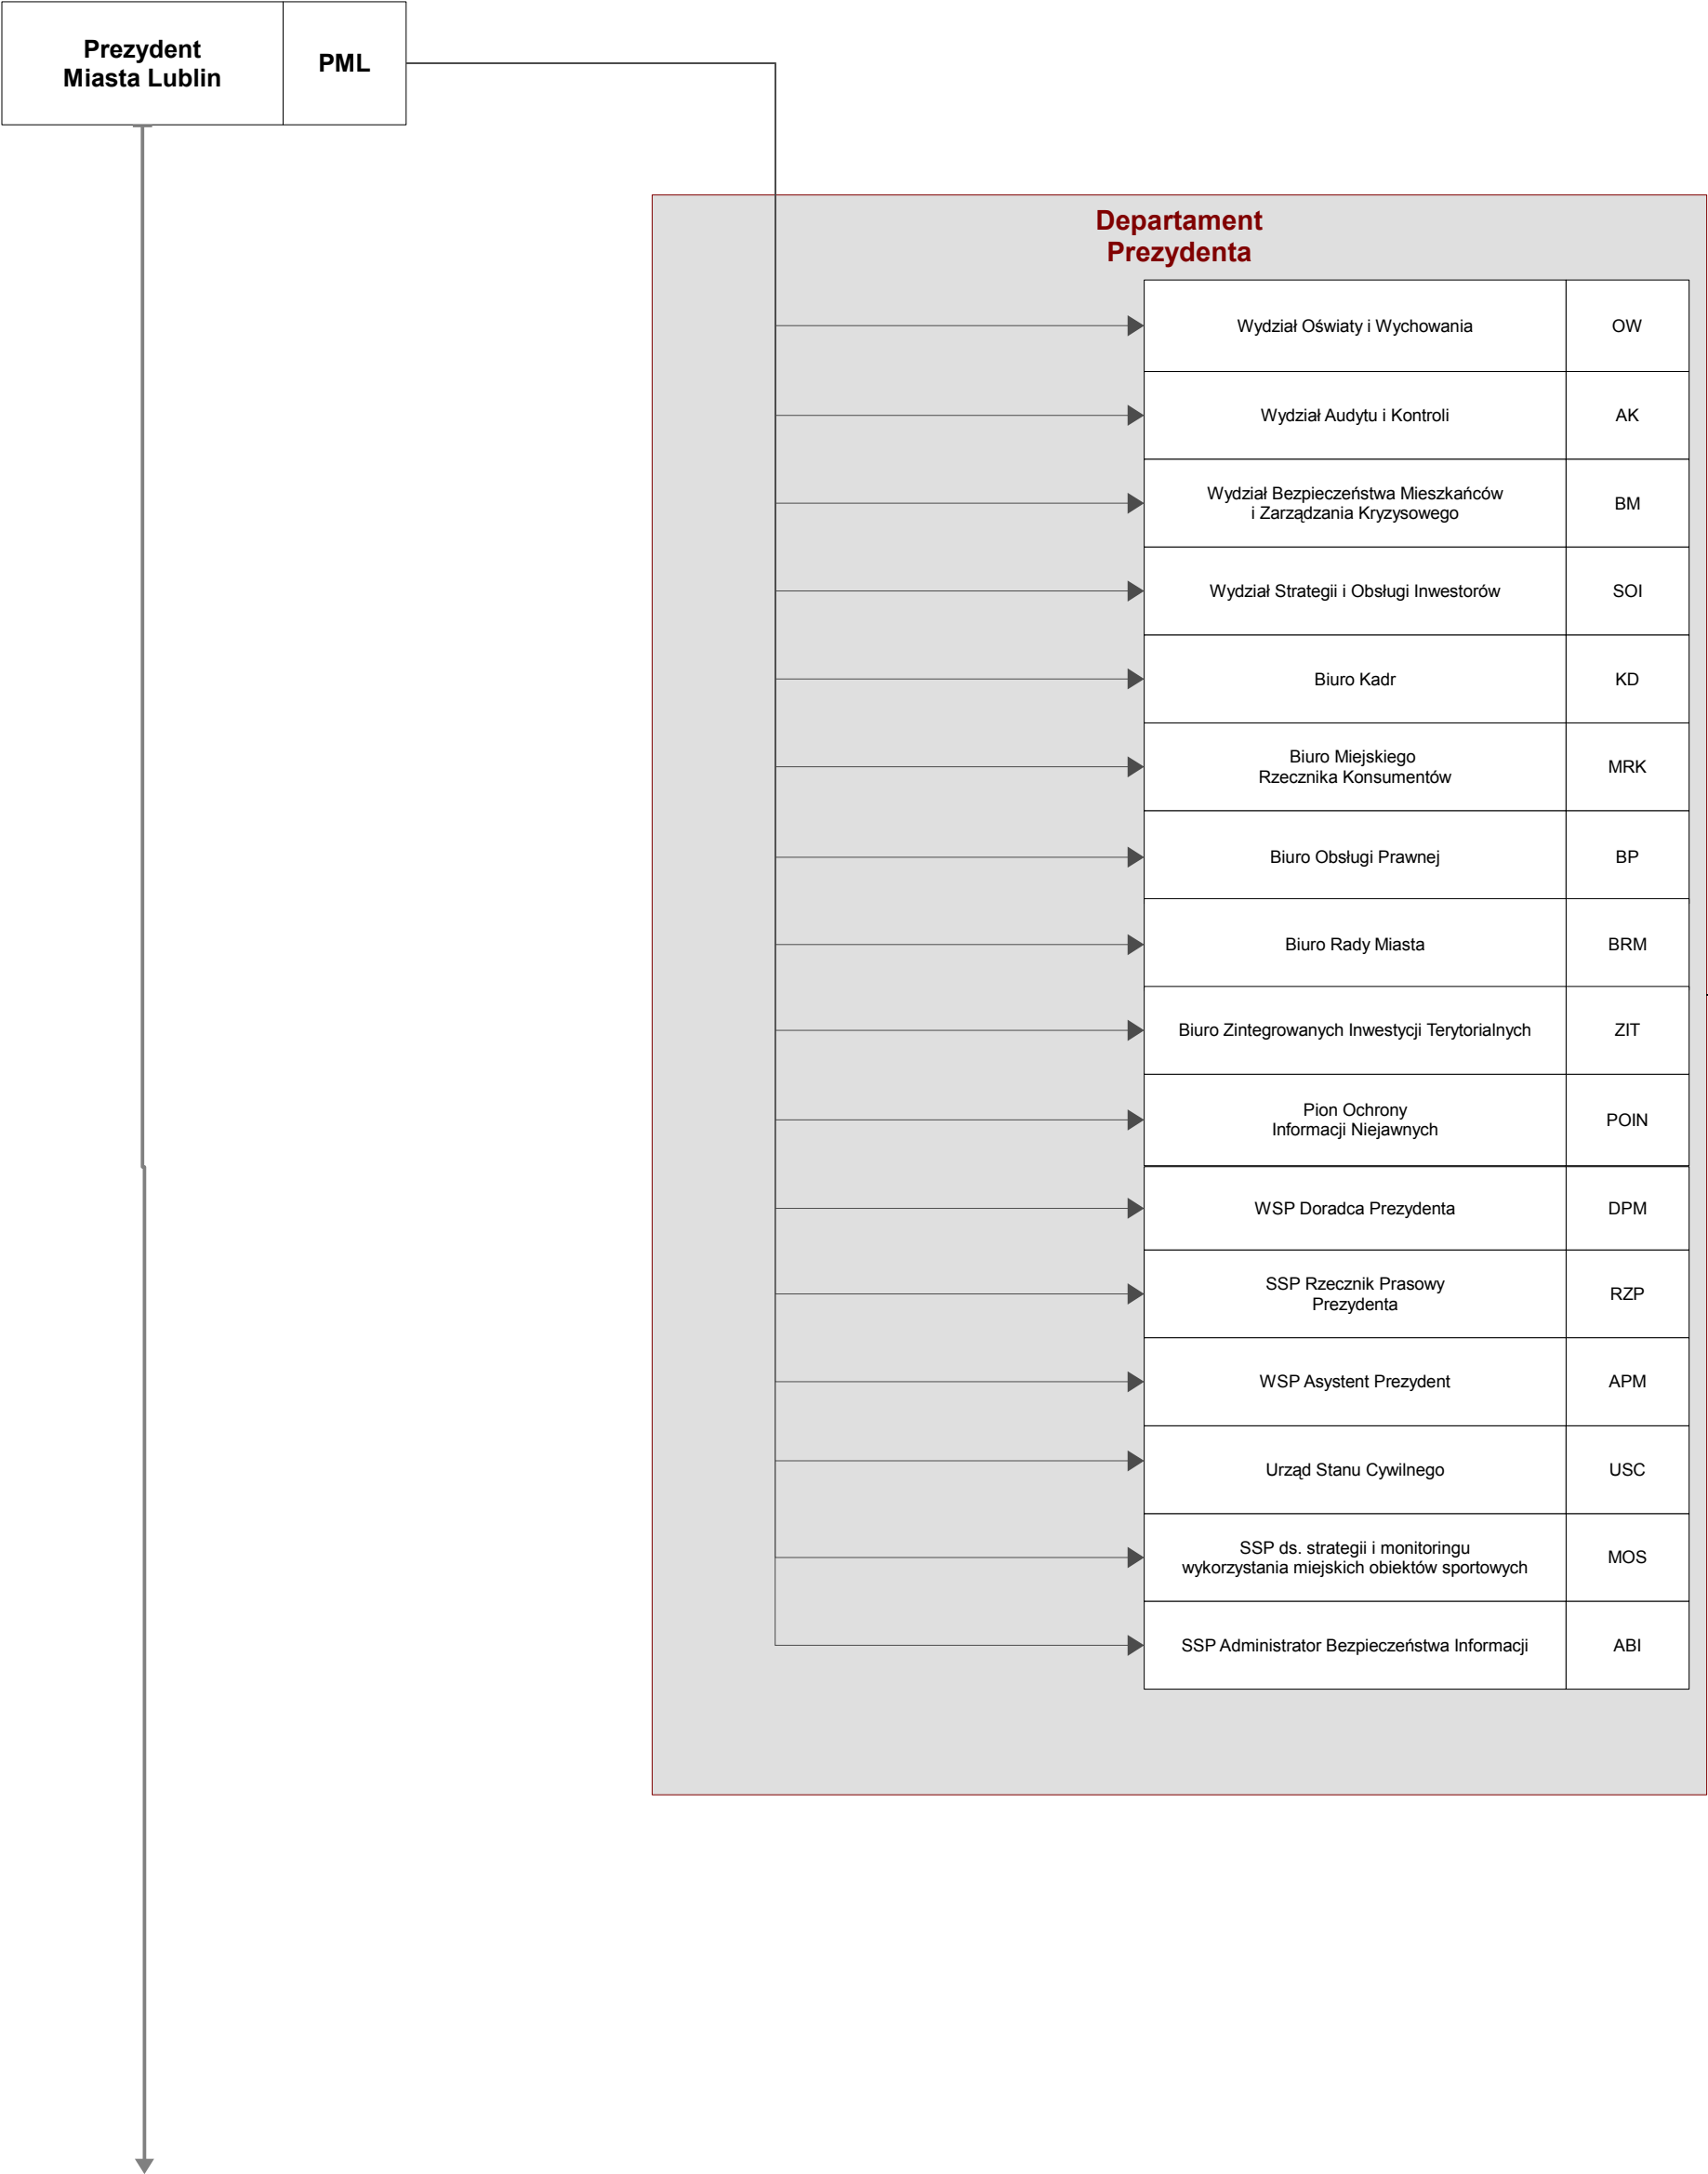 Prezydent
Miasta Lublin
PML
Departament
Prezydenta
Wydział Oświaty i Wychowania
OW
Wydział Audytu i Kontroli
AK
Wydział Bezpieczeństwa Mieszkańców
i Zarządzania Kryzysowego
BM
Wydział Strategii i Obsługi Inwestorów
SOI
Biuro Kadr
KD
Biuro Miejskiego
Rzecznika Konsumentów
MRK
Biuro Obsługi Prawnej
BP
Biuro Rady Miasta
BRM
Biuro Zintegrowanych Inwestycji Terytorialnych
ZIT
Pion Ochrony
Informacji Niejawnych
POIN
WSP Doradca Prezydenta
DPM
SSP Rzecznik Prasowy
Prezydenta
RZP
WSP Asystent Prezydent
APM
Urząd Stanu Cywilnego
USC
SSP ds. strategii i monitoringu
wykorzystania miejskich obiektów sportowych
MOS
SSP Administrator Bezpieczeństwa Informacji
ABI